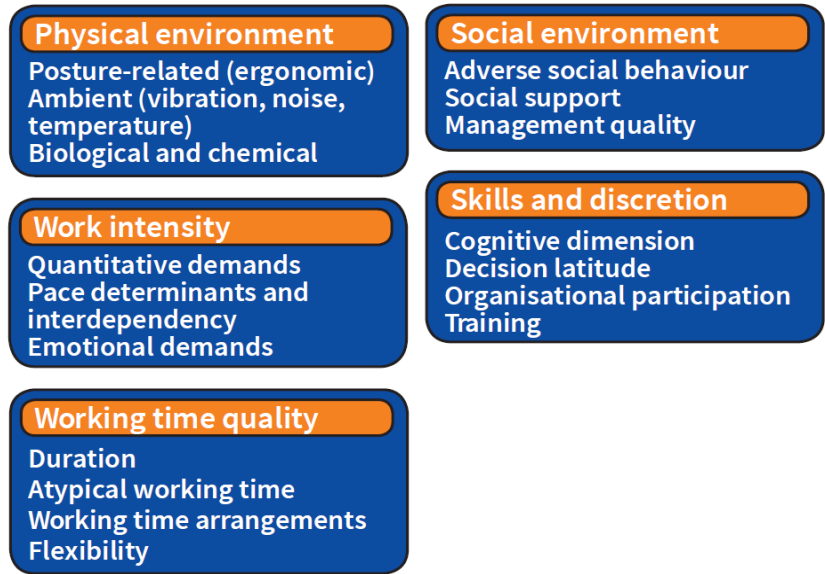 Physical environment
Posture-related (ergonomic)
Ambient (vibration, noise,
temperature)
Biological and chemical
Work intensity
Quantitative demands
Pace determinants and
interdependency
Emotional demands
Working time quality
Duration
Atypical working time
Working time arrangements
Flexibility
Social environment
Adverse social behaviour
Social support
Management quality
Skills and discretion
Cognitive dimension
Decision latitude
Organisational participation
Training